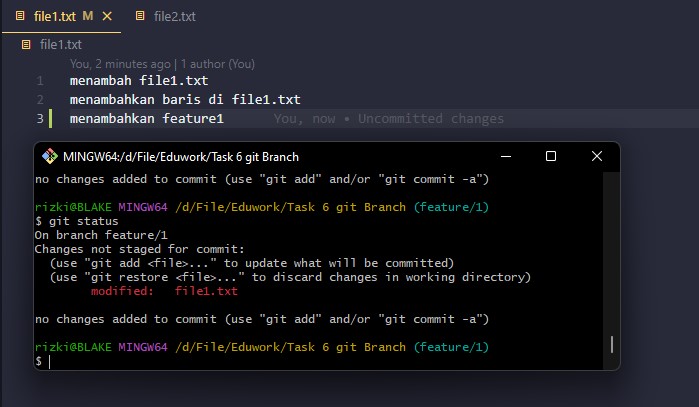 file1.txt M
file2.txt
file1.txt
You, 2 minutes ago | 1 author (You)
1 menambah file1.txt
2 menambahkan baris di file1.txt
3 menambahkan feature1 You, now • Uncommitted changes
MINGW64:/d/File/Eduwork/Task 6 git Branch
no changes added to commit (use "git add" and/or "git commit -a")
rizki@BLAKE MINGW64 /d/File/Eduwork/Task 6 git Branch (feature/1)
$ git status
On branch feature/1
Changes not staged for commit:
(use "git add <file>..." to update what will be committed)
(use "git restore <file>..." to discard changes in working directory)
modified: file1.txt
no changes added to commit (use "git add" and/or "git commit -a")
rizki@BLAKE MINGW64 /d/File/Eduwork/Task 6 git Branch (feature/1)
$